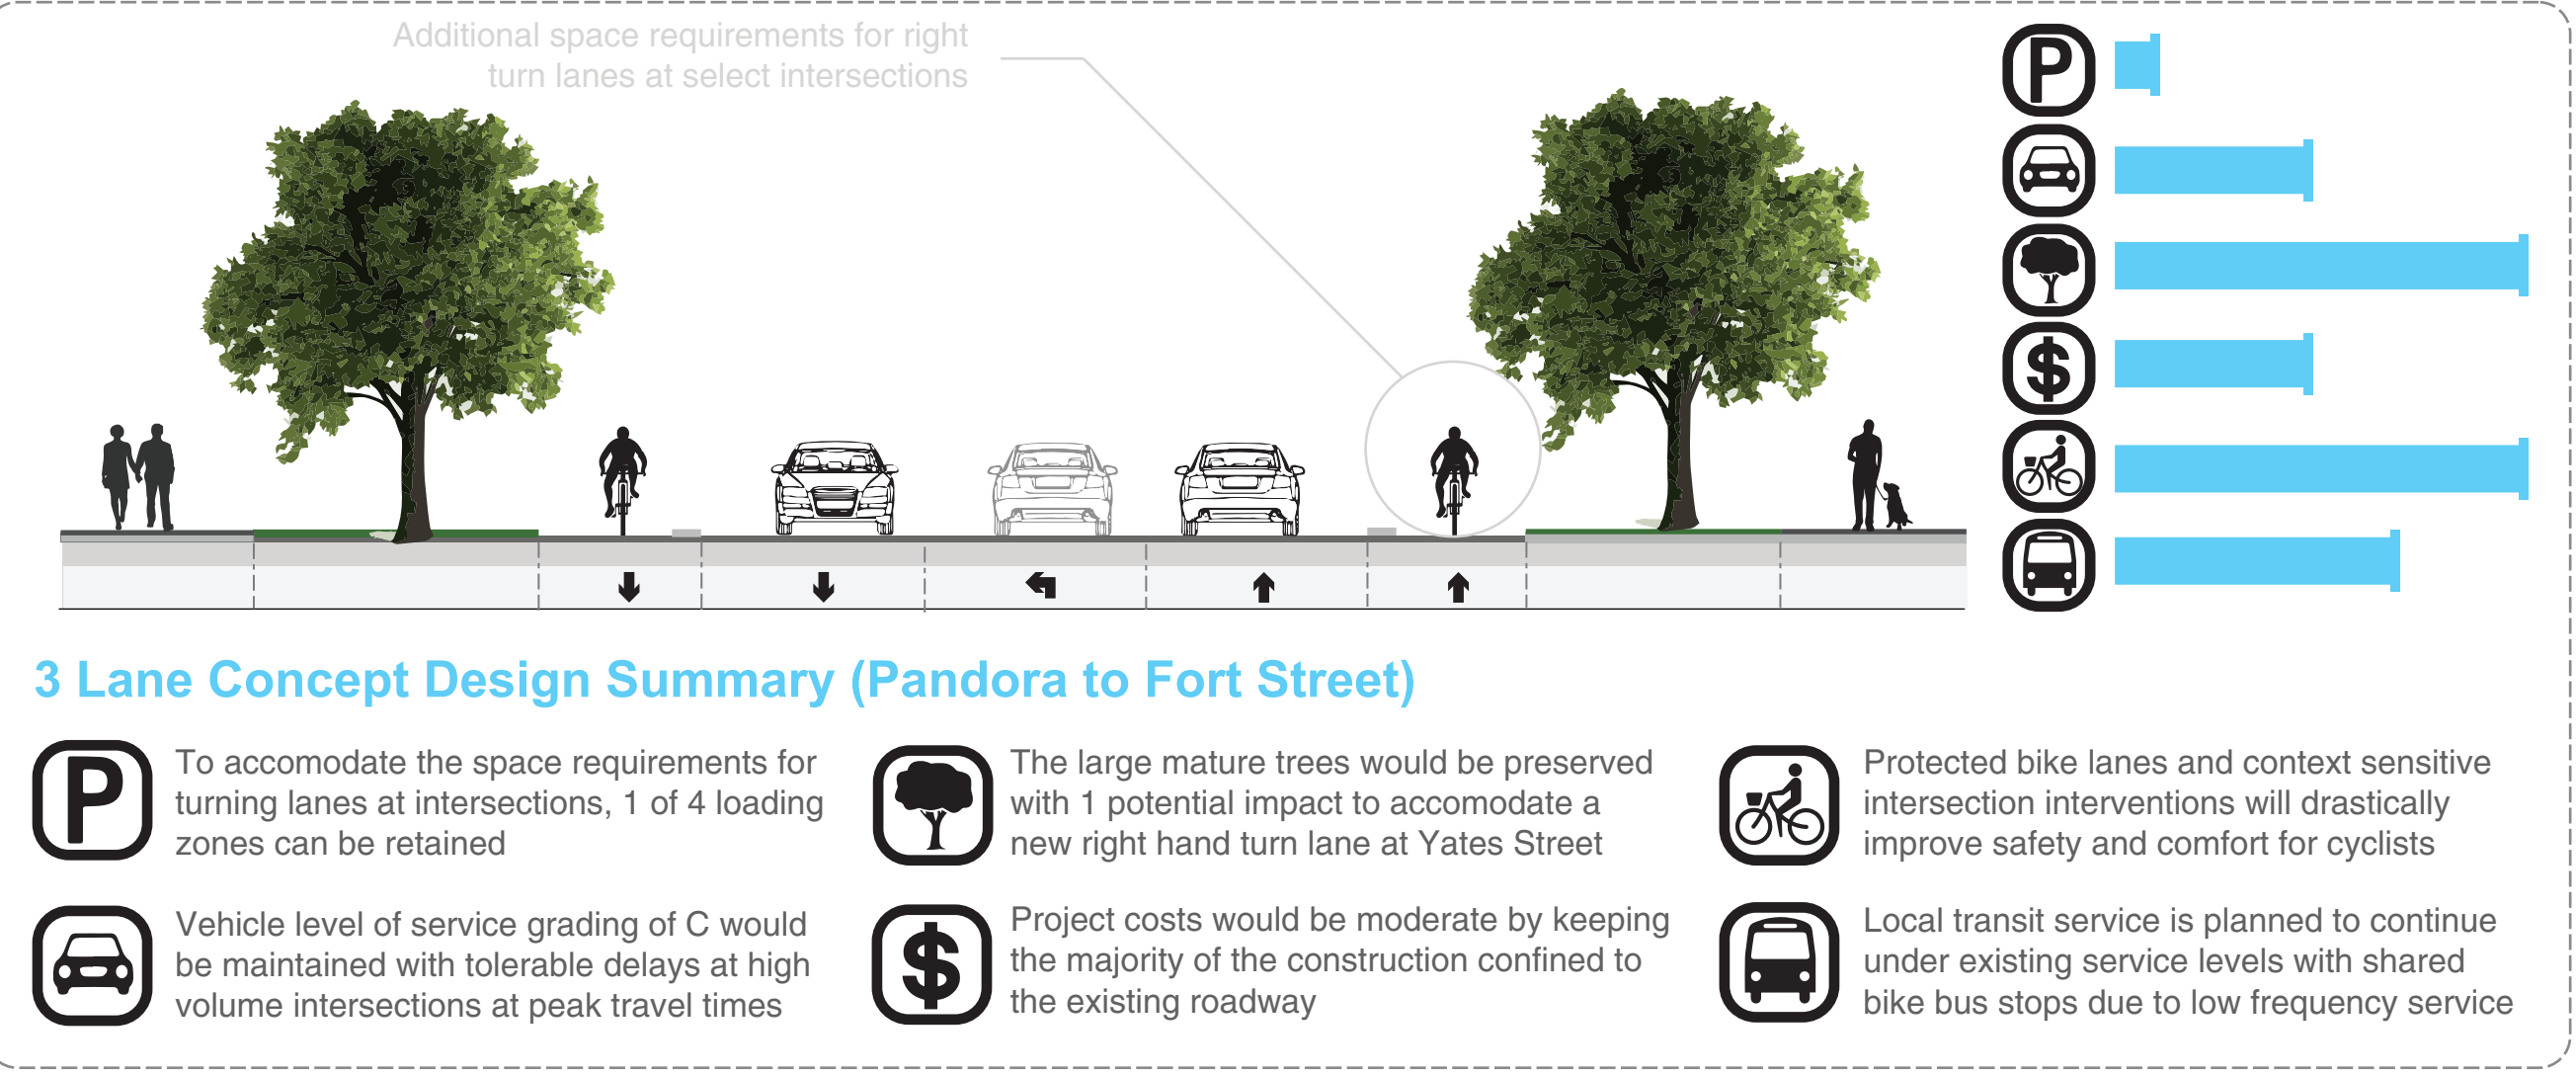 Additional space requirements for right
turn lanes at select intersections
P
$
3 Lane Concept Design Summary (Pandora to Fort Street)
P
To accomodate the space requirements for
turning lanes at intersections, 1 of 4 loading
zones can be retained
The large mature trees would be preserved
with 1 potential impact to accomodate a
new right hand turn lane at Yates Street
Protected bike lanes and context sensitive
intersection interventions will drastically
improve safety and comfort for cyclists
Vehicle level of service grading of C would
be maintained with tolerable delays at high
volume intersections at peak travel times
$
Project costs would be moderate by keeping
the majority of the construction confined to
the existing roadway
Local transit service is planned to continue
under existing service levels with shared
bike bus stops due to low frequency service